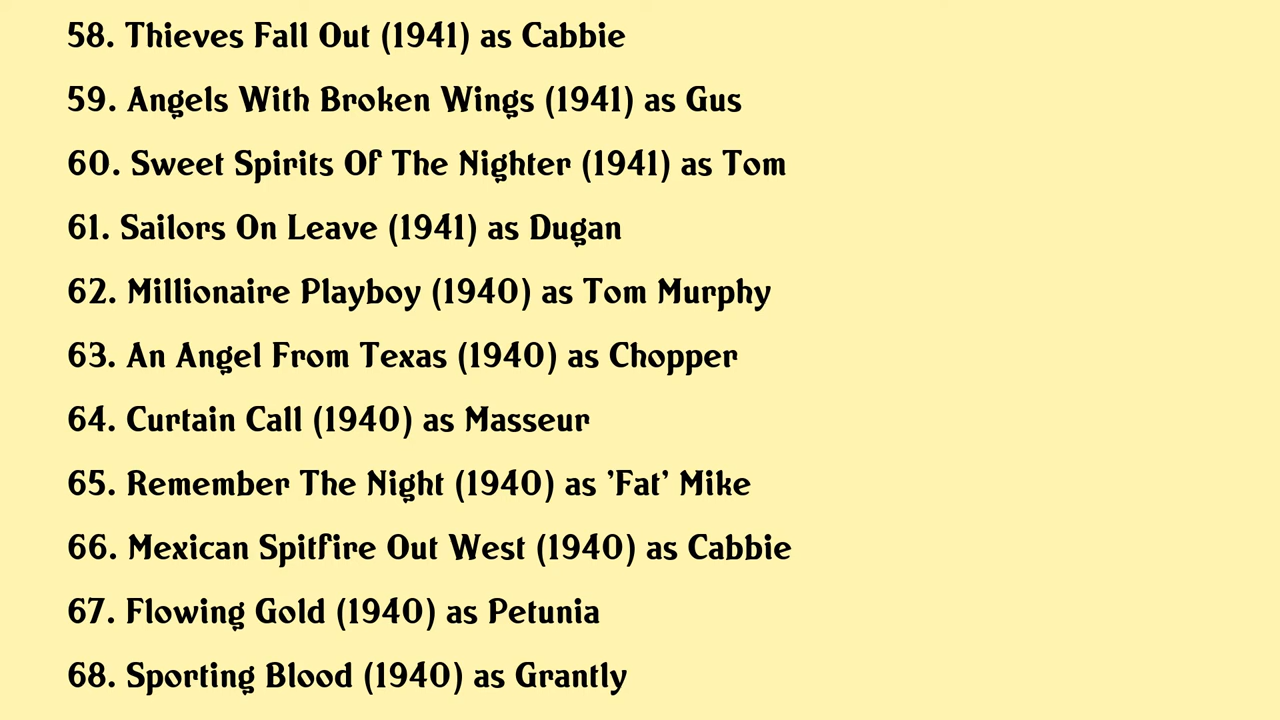 58. Thieves Fall Out (1941) as Cabbie
59. Angels With Broken Wings (1941) as Gus
60. Sweet Spirits Of The Nighter (1941) as Tom
61. Sailors On Leave (1941) as Dugan
62. Millionaire Playboy (1940) as Tom Murphy
63. An Angel From Texas (1940) as Chopper
64. Curtain Call (1940) as Masseur
65. Remember The Night (1940) as 'Fat' Mike
66. Mexican Spitfire Out West (1940) as Cabbie
67. Flowing Gold (1940) as Petunia
68. Sporting Blood (1940) as Grantly